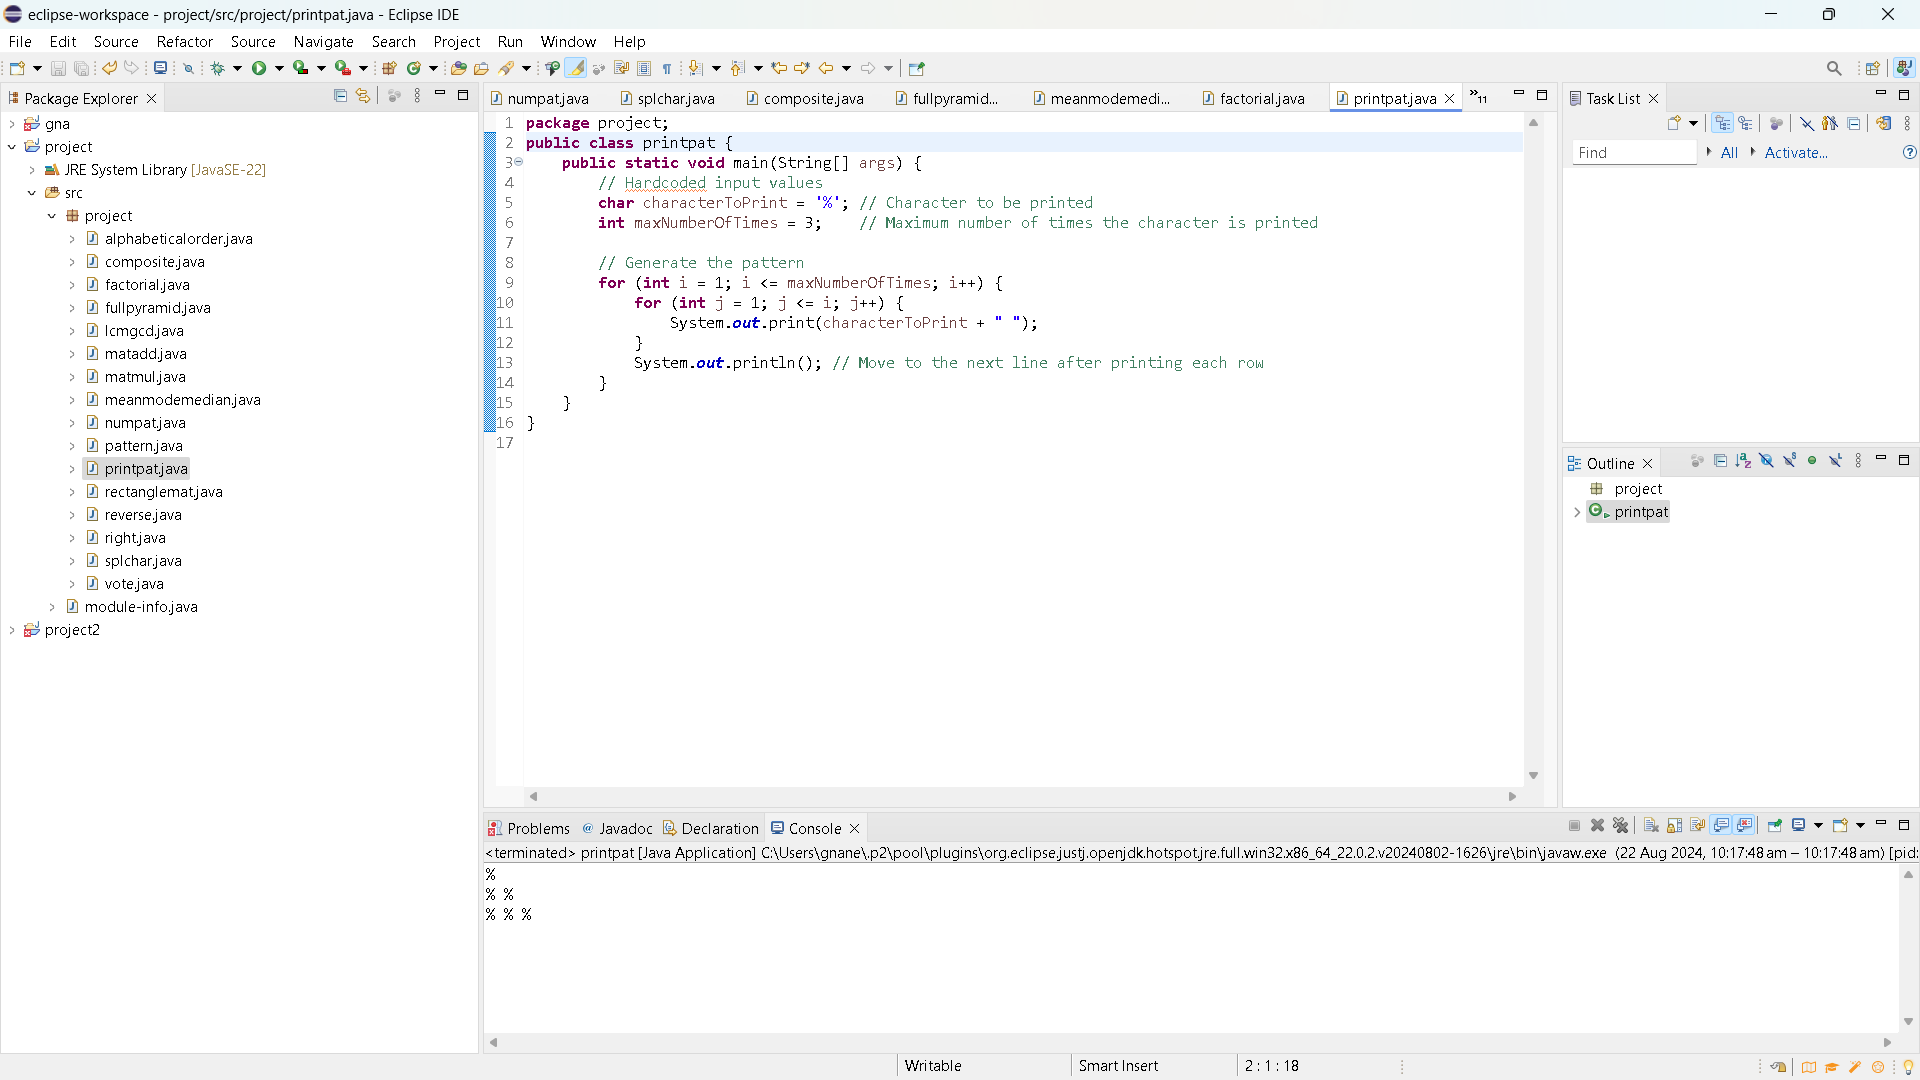 eclipse-workspace - project/src/project/printpat.java - Eclipse IDE
File Edit Source Refactor Source Navigate Search Project Run Window Help
Package Explorer
gna
project
JRE System Library [JavaSE-22]
src
project
alphabeticalorder.java
composite.java
factorial.java
fullpyramid.java
lcmgcd.java
matadd.java
matmul.java
meanmodemedian.java
numpat.java
pattern.java
printpat.java
rectanglemat.java
reverse.java
right.java
splchar.java
vote.java
module-info.java
project2
numpat.java splchar.java composite.java fullpyramid... meanmodemedi... factorial.java printpat.java »11
1 package project;
2 public class printpat {
3 public static void main(String[] args) {
4 // Hardcoded input values
5 char characterToPrint = '%'; // Character to be printed
6 int maxNumberOfTimes = 3; // Maximum number of times the character is printed
7
8 // Generate the pattern
9 for (int i = 1; i <= maxNumberOfTimes; i++) {
10 for (int j = 1; j <= i; j++) {
11 System.out.print(characterToPrint + " ");
12 }
13 System.out.println(); // Move to the next line after printing each row
14 }
15 }
16 }
17
Task List
Find All Activate...
Outline
project
printpat
Problems @ Javadoc Declaration Console
<terminated> printpat [Java Application] C:\Users\gnane\.p2\pool\plugins\org.eclipse.justj.openjdk.hotspot.jre.full.win32.x86_64_22.0.2.v20240802-1626\jre\bin\javaw.exe (22 Aug 2024, 10:17:48 am – 10:17:48 am) [pid:
%
% %
% % %
Writable Smart Insert 2 : 1 : 18